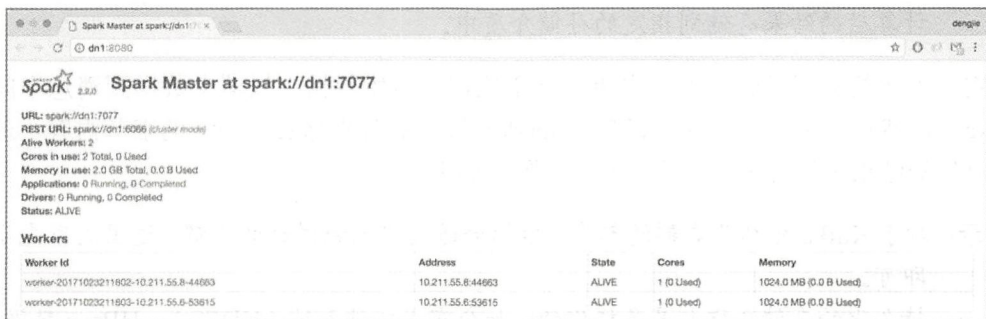 Spark Master at spark://dn1:7 ×
dengjie
dn1:8080
Spark 2.2.0 Spark Master at spark://dn1:7077
URL: spark://dn1:7077
REST URL: spark://dn1:6066 (cluster mode)
Alive Workers: 2
Cores in use: 2 Total, 0 Used
Memory in use: 2.0 GB Total, 0.0 B Used
Applications: 0 Running, 0 Completed
Drivers: 0 Running, 0 Completed
Status: ALIVE
Workers
Worker Id Address State Cores Memory
worker-20171023211802-10.211.55.8-44663 10.211.55.8:44663 ALIVE 1 (0 Used) 1024.0 MB (0.0 B Used)
worker-20171023211803-10.211.55.6-53615 10.211.55.6:53615 ALIVE 1 (0 Used) 1024.0 MB (0.0 B Used)